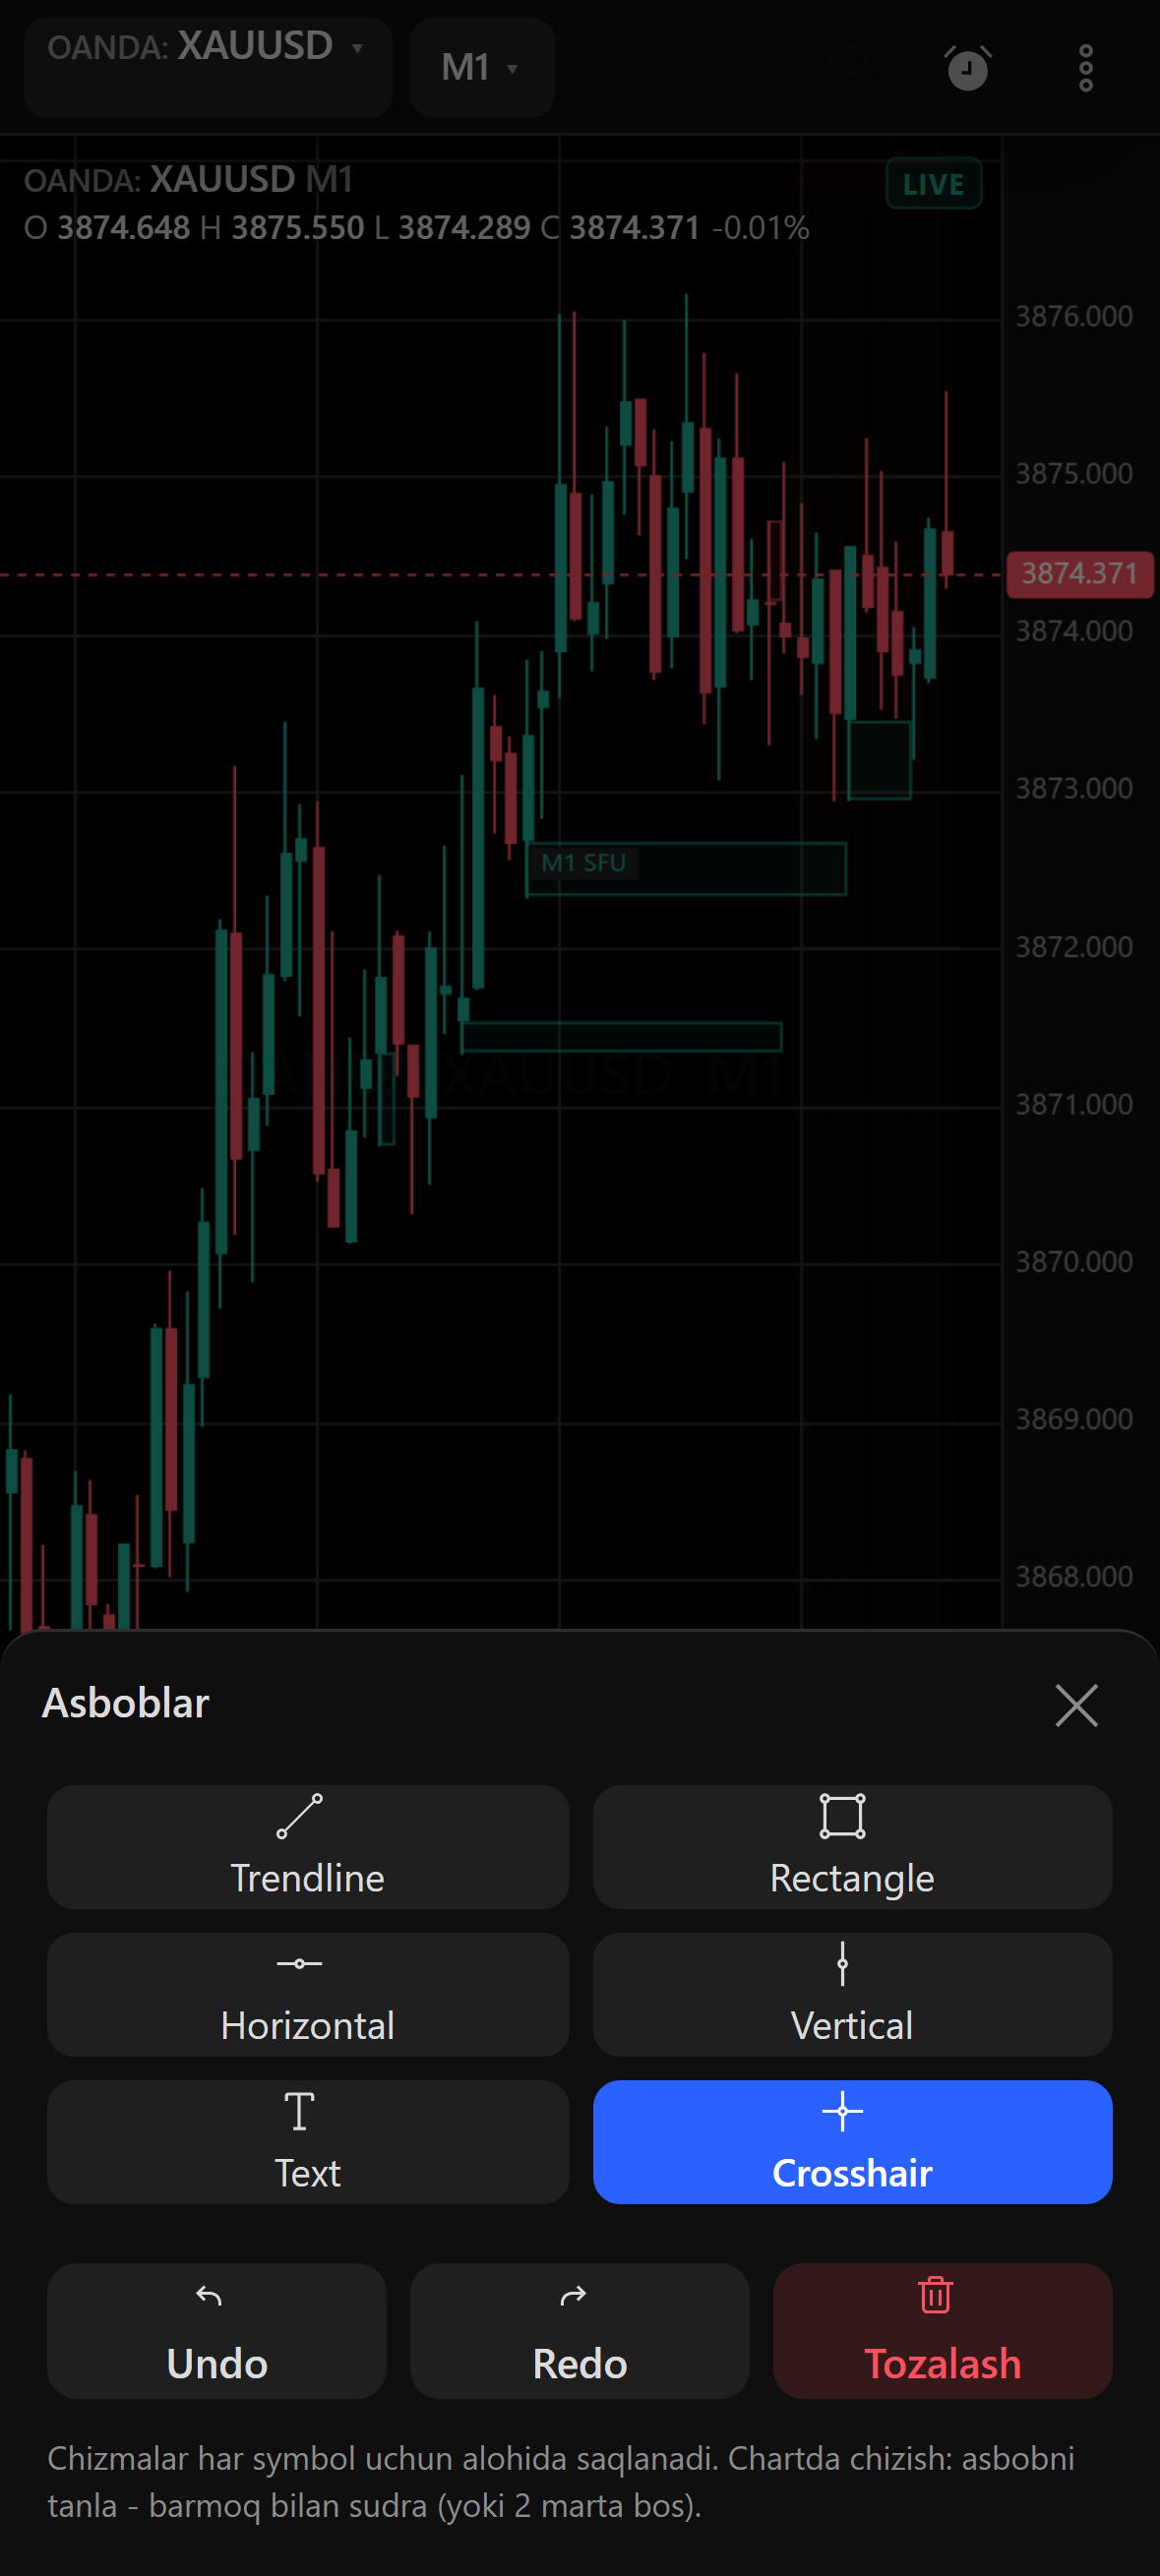 OANDA: XAUUSD ▾ M1 ▾
OANDA: XAUUSD M1 LIVE
O 3874.648 H 3875.550 L 3874.289 C 3874.371 -0.01%
3876.000
3875.000
3874.371
3874.000
3873.000
M1 SFU
3872.000
XAUUSD M1
3871.000
3870.000
3869.000
3868.000
Asboblar
Trendline
Rectangle
Horizontal
Vertical
Text
Crosshair
Undo
Redo
Tozalash
Chizmalar har symbol uchun alohida saqlanadi. Chartda chizish: asbobni
tanla - barmoq bilan sudra (yoki 2 marta bos).